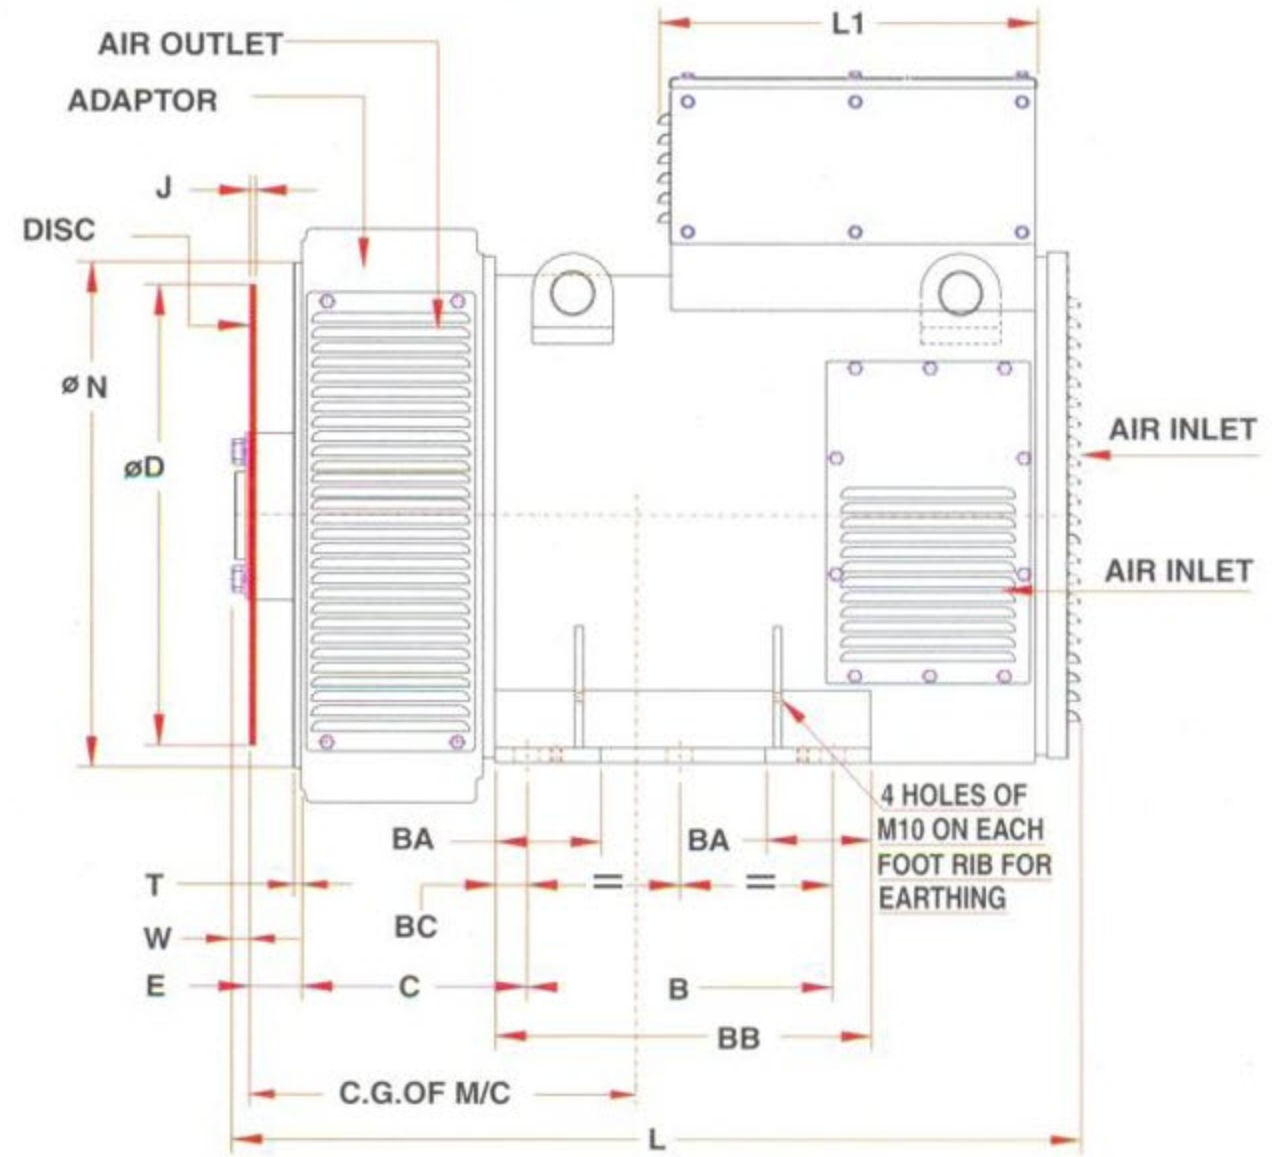 L1
AIR OUTLET
ADAPTOR
J
DISC
ø N
øD
AIR INLET
AIR INLET
4 HOLES OF
M10 ON EACH
FOOT RIB FOR
EARTHING
BA
BA
T
=
=
BC
W
E
C
B
BB
C.G.OF M/C
L